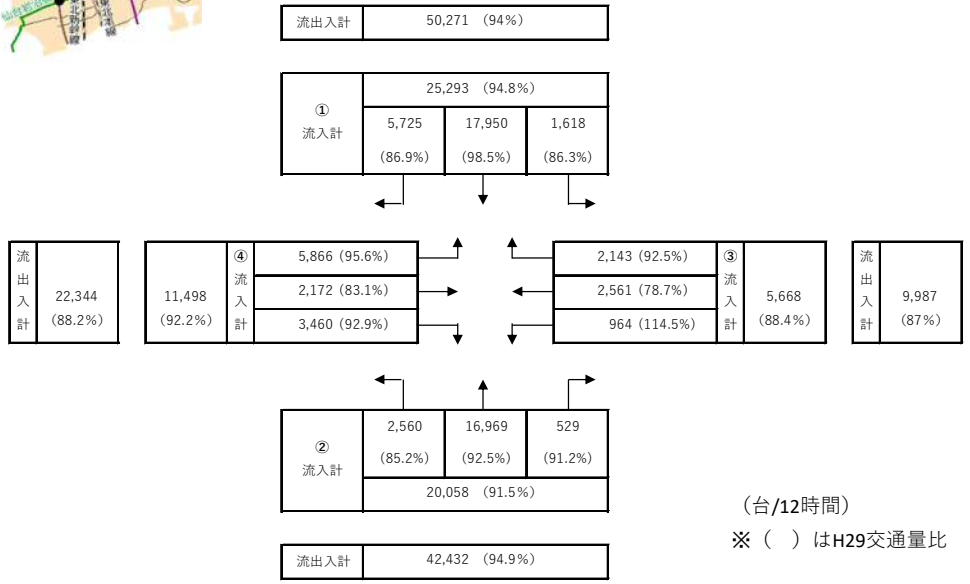 流出入計 50,271 (94%)
① 流入計
25,293 (94.8%)
5,725 17,950 1,618
(86.9%) (98.5%) (86.3%)
流出入計
22,344
(88.2%)
11,498
(92.2%)
④流入計
5,866 (95.6%)
2,172 (83.1%)
3,460 (92.9%)
2,143 (92.5%)
2,561 (78.7%)
964 (114.5%)
③流入計
5,668
(88.4%)
流出入計
9,987
(87%)
② 流入計
2,560 16,969 529
(85.2%) (92.5%) (91.2%)
20,058 (91.5%)
流出入計 42,432 (94.9%)
(台/12時間)
※( )はH29交通量比